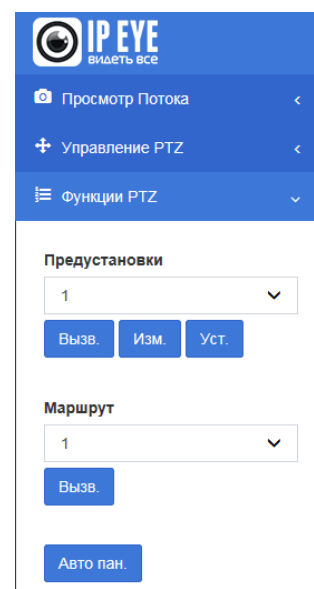 IP EYE
видеть все
Просмотр Потока
Управление PTZ
Функции PTZ
Предустановки
1
Вызв. Изм. Уст.
Маршрут
1
Вызв.
Авто пан.